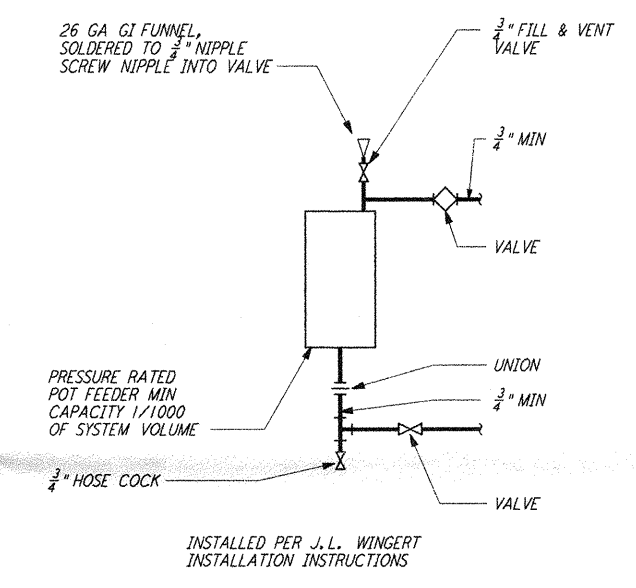 26 GA GI FUNNEL,
SOLDERED TO 3/4" NIPPLE
SCREW NIPPLE INTO VALVE
3/4" FILL & VENT
VALVE
3/4" MIN
VALVE
PRESSURE RATED
POT FEEDER MIN
CAPACITY 1/1000
OF SYSTEM VOLUME
UNION
3/4" MIN
3/4" HOSE COCK
VALVE
INSTALLED PER J.L. WINGERT
INSTALLATION INSTRUCTIONS